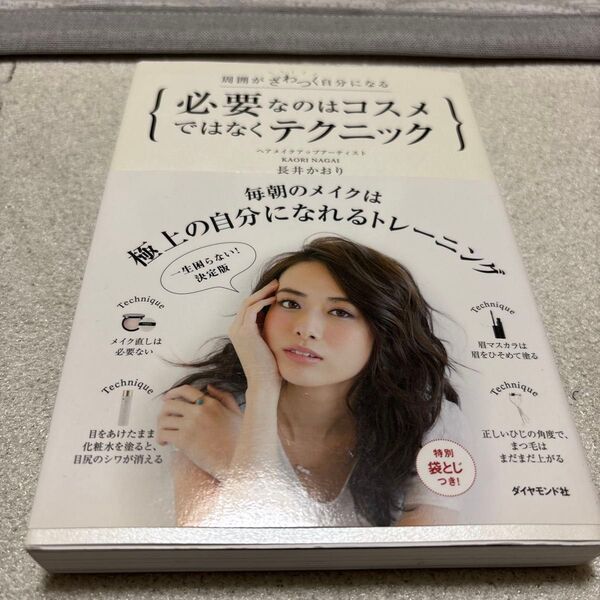 周囲がざわつく自分になる
必要なのはコスメ
ではなくテクニック
ヘアメイクアップアーティスト
KAORI NAGAI
長井かおり
毎朝のメイクは
極上の自分になれるトレーニング
一生困らない!
決定版
Technique
メイク直しは
必要ない
Technique
眉マスカラは
眉をひそめて塗る
Technique
目をあけたまま
化粧水を塗ると、
目尻のシワが消える
Technique
正しいひじの角度で、
まつ毛は
まだまだ上がる
特別
袋とじ
つき!
ダイヤモンド社